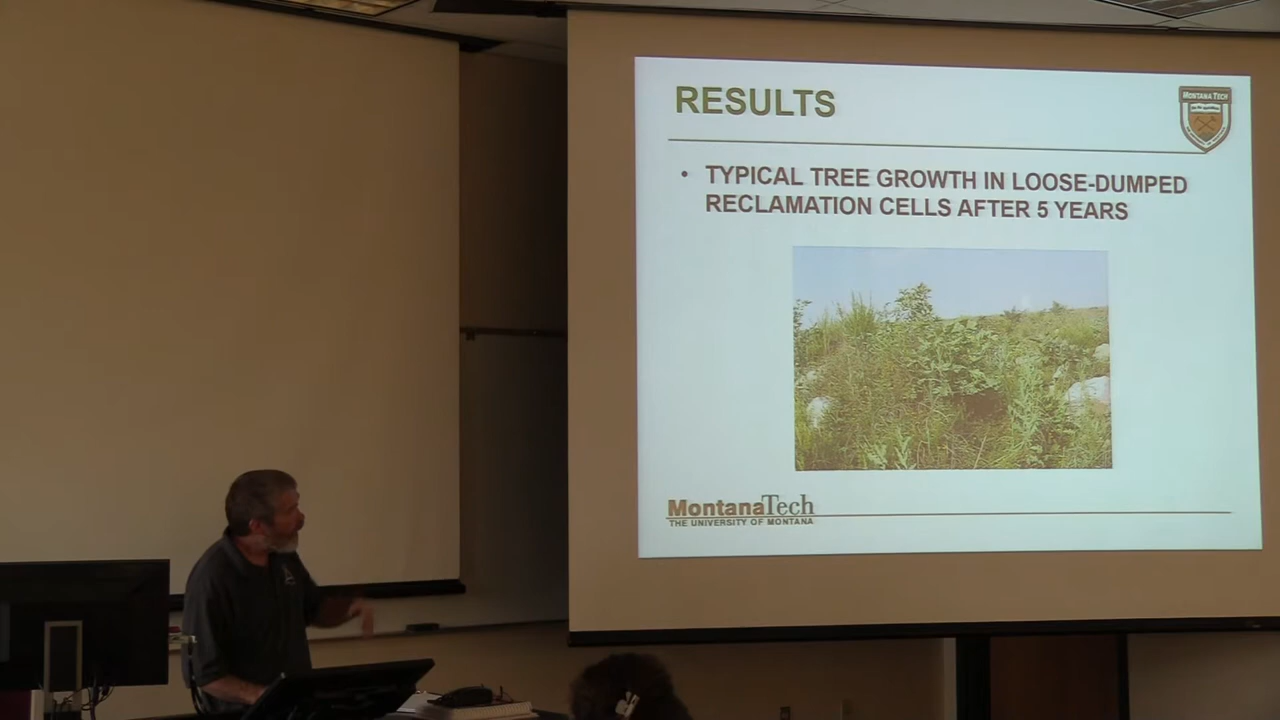 RESULTS
MONTANA TECH
• TYPICAL TREE GROWTH IN LOOSE-DUMPED
RECLAMATION CELLS AFTER 5 YEARS
MontanaTech
THE UNIVERSITY OF MONTANA